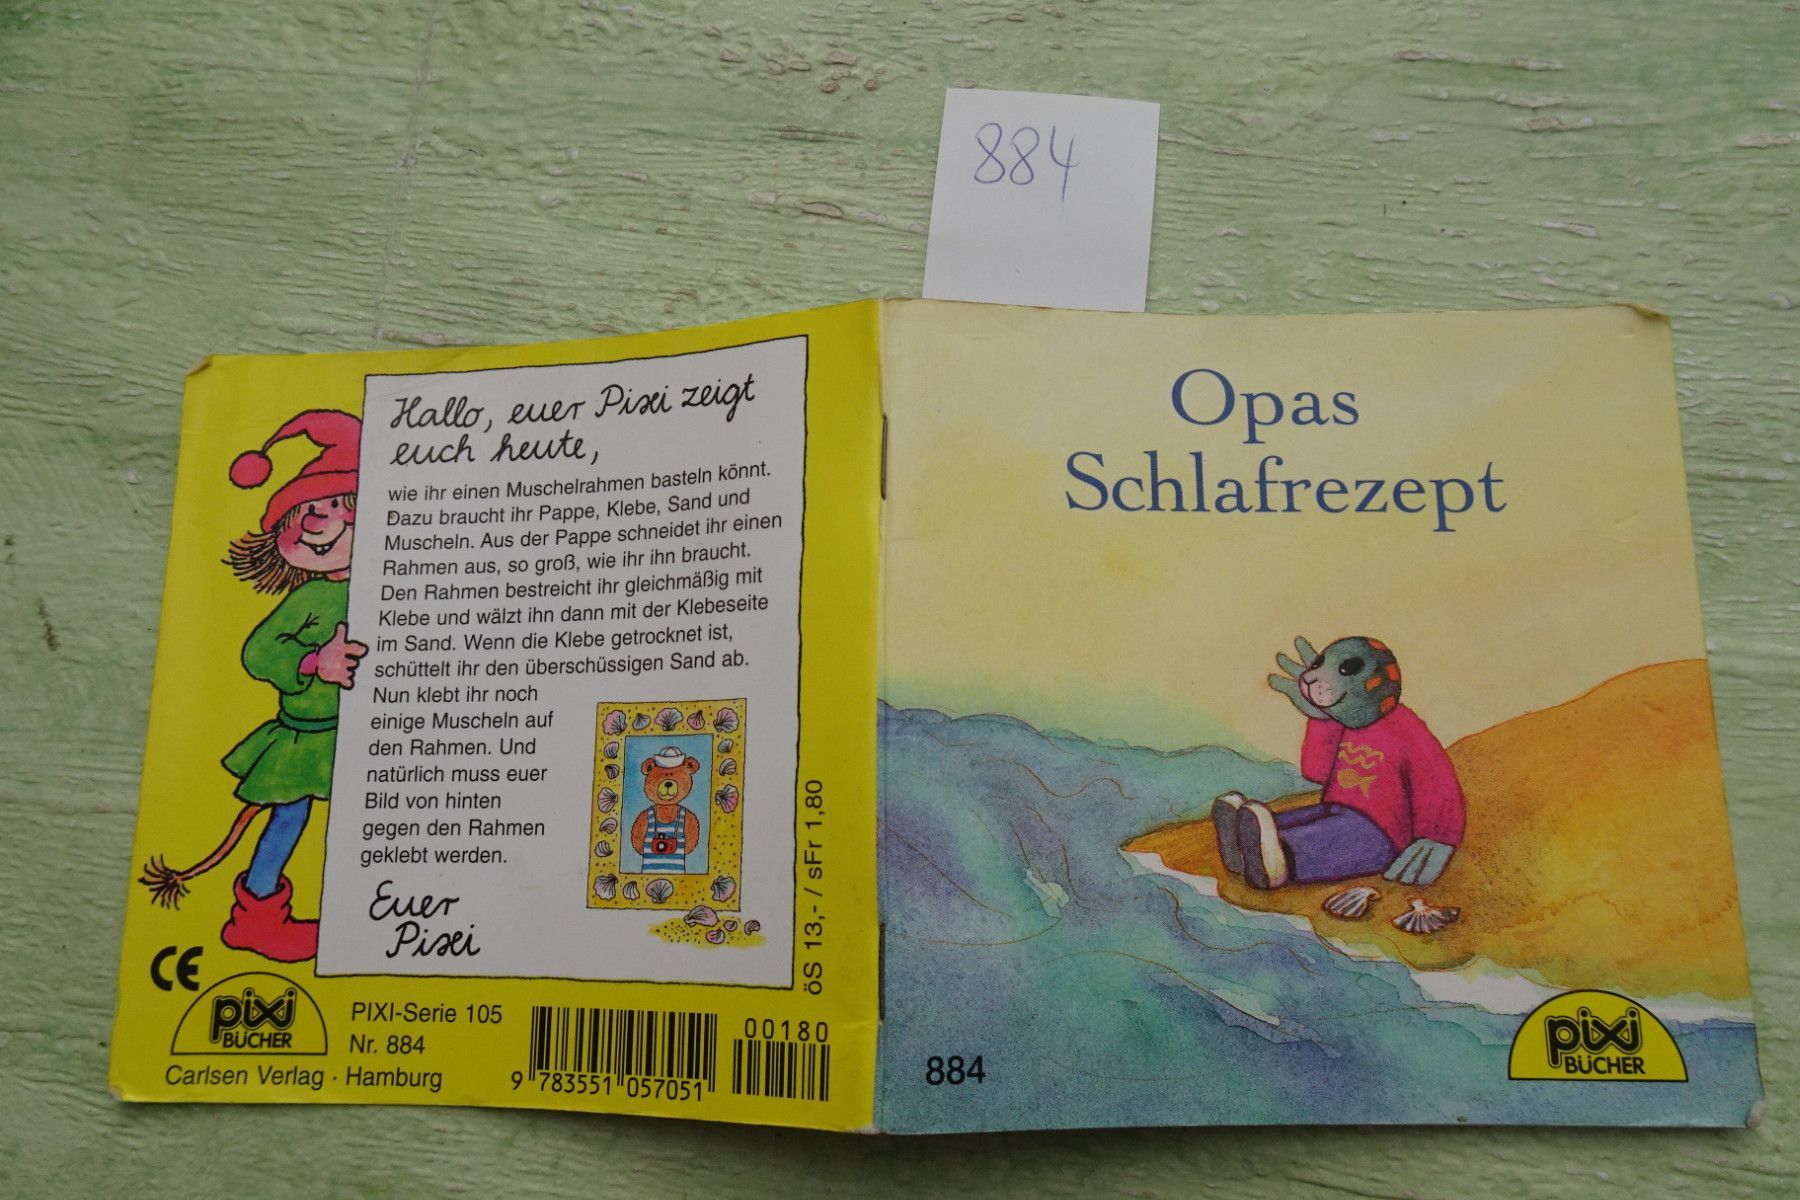 884
Hallo, euer Pixi zeigt
euch heute,
wie ihr einen Muschelrahmen basteln könnt.
Dazu braucht ihr Pappe, Klebe, Sand und
Muscheln. Aus der Pappe schneidet ihr einen
Rahmen aus, so groß, wie ihr ihn braucht.
Den Rahmen bestreicht ihr gleichmäßig mit
Klebe und wälzt ihn dann mit der Klebeseite
im Sand. Wenn die Klebe getrocknet ist,
schüttelt ihr den überschüssigen Sand ab.
Nun klebt ihr noch
einige Muscheln auf
den Rahmen. Und
natürlich muss euer
Bild von hinten
gegen den Rahmen
geklebt werden.
Euer
Pixi
öS 13,- / sFr 1,80
CE
pixi
BÜCHER
PIXI-Serie 105
Nr. 884
Carlsen Verlag · Hamburg
9 783551 057051
00180
Opas
Schlafrezept
884
pixi
BÜCHER